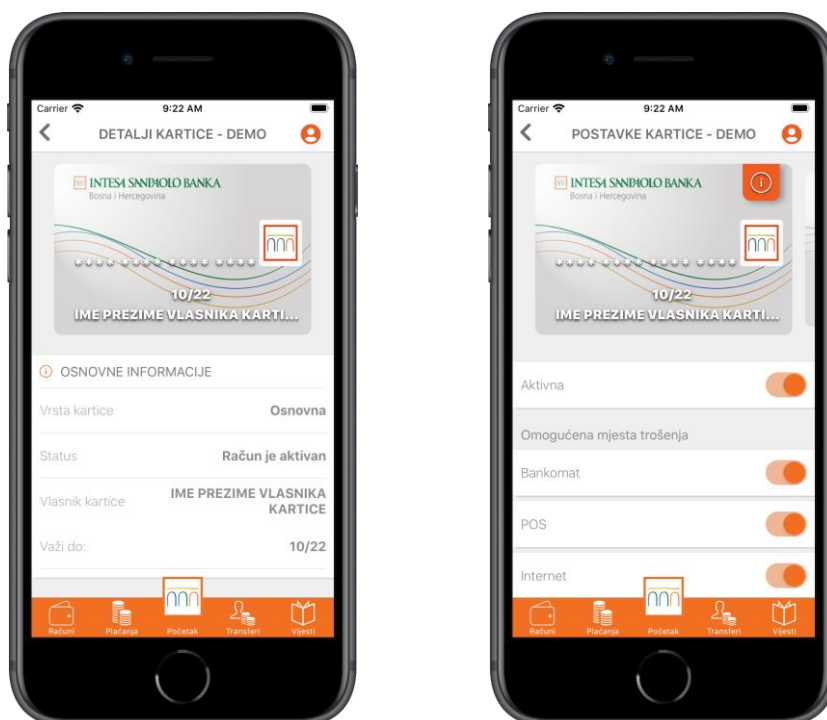 Carrier 9:22 AM
DETALJI KARTICE - DEMO
INTESA SANPAOLO BANKA
Bosna i Hercegovina
**** **** **** ****
10/22
IME PREZIME VLASNIKA KARTI...
OSNOVNE INFORMACIJE
Vrsta kartice Osnovna
Status Račun je aktivan
Vlasnik kartice IME PREZIME VLASNIKA
KARTICE
Važi do: 10/22
Računi Plaćanja Početak Transferi Vijesti
Carrier 9:22 AM
POSTAVKE KARTICE - DEMO
INTESA SANPAOLO BANKA
Bosna i Hercegovina
**** **** **** ****
10/22
IME PREZIME VLASNIKA KARTI...
Aktivna
Omogućena mjesta trošenja
Bankomat
POS
Internet
Računi Plaćanja Početak Transferi Vijesti